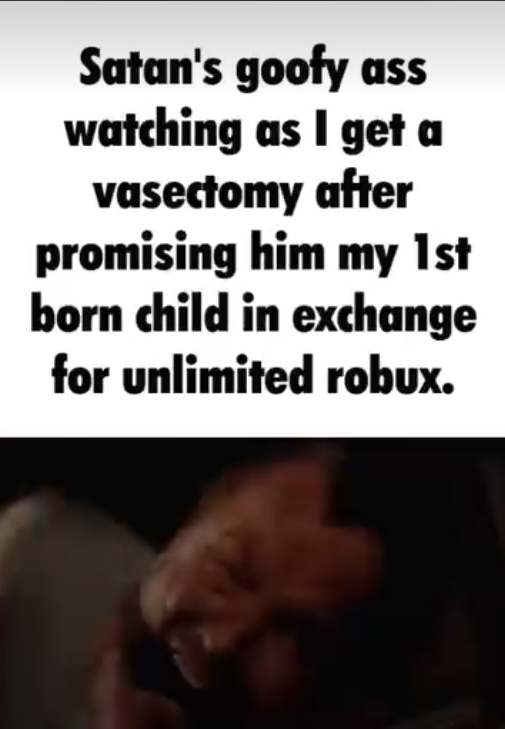 Satan's goofy ass
watching as I get a
vasectomy after
promising him my 1st
born child in exchange
for unlimited robux.